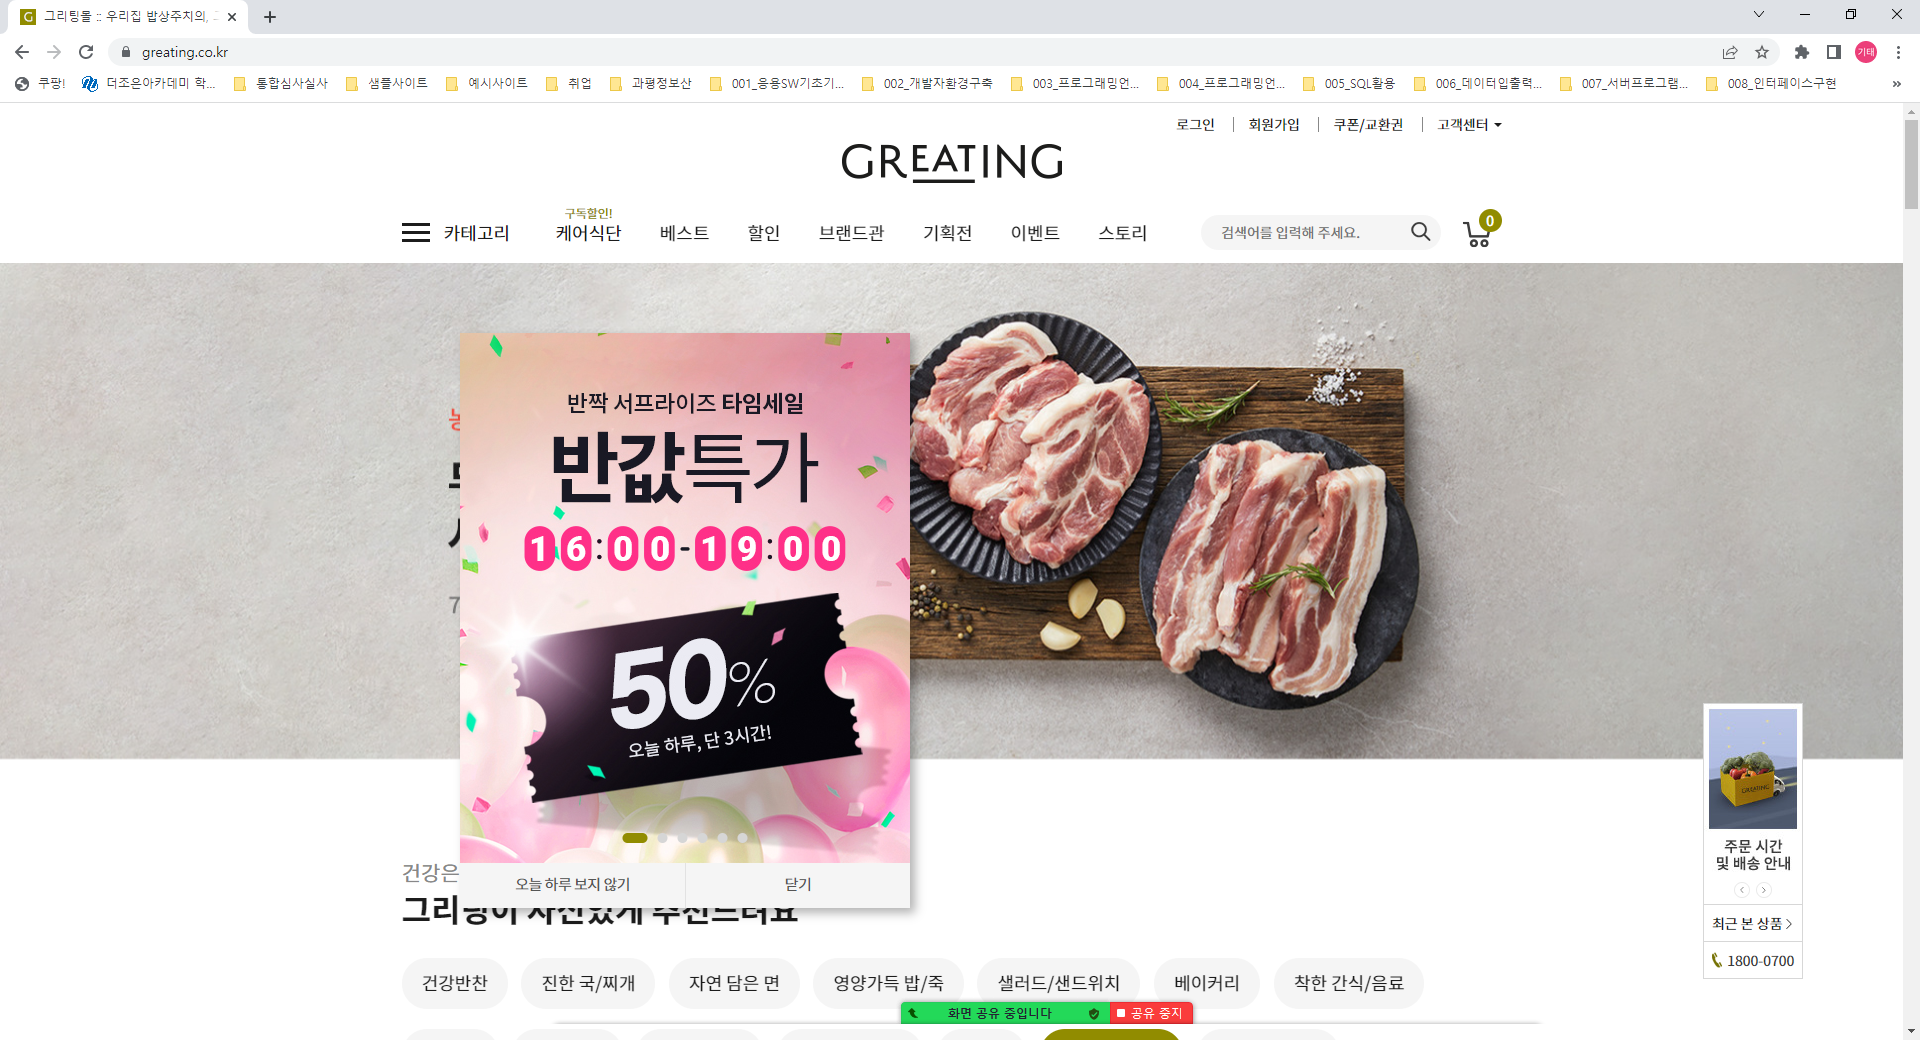 그리팅몰 :: 우리집 밥상주치의,
greating.co.kr
기태
쿠팡!
더조은아카데미 학...
통합심사실사
샘플사이트
예시사이트
취업
과평정보산
001_응용SW기초기...
002_개발자환경구축
003_프로그래밍언...
004_프로그래밍언...
005_SQL활용
006_데이터입출력...
007_서버프로그램...
008_인터페이스구현
»
로그인
회원가입
쿠폰/교환권
고객센터
GREATING
카테고리
구독할인!
케어식단
베스트
할인
브랜드관
기획전
이벤트
스토리
검색어를 입력해 주세요.
0
반짝 서프라이즈 타임세일
반값특가
16:00-19:00
50%
오늘 하루, 단 3시간!
오늘 하루 보지 않기
닫기
건강은
그리팅이 자신있게 추천드려요
건강반찬
진한 국/찌개
자연 담은 면
영양가득 밥/죽
샐러드/샌드위치
베이커리
착한 간식/음료
GREATING
주문 시간
및 배송 안내
최근 본 상품
1800-0700
화면 공유 중입니다
공유 중지